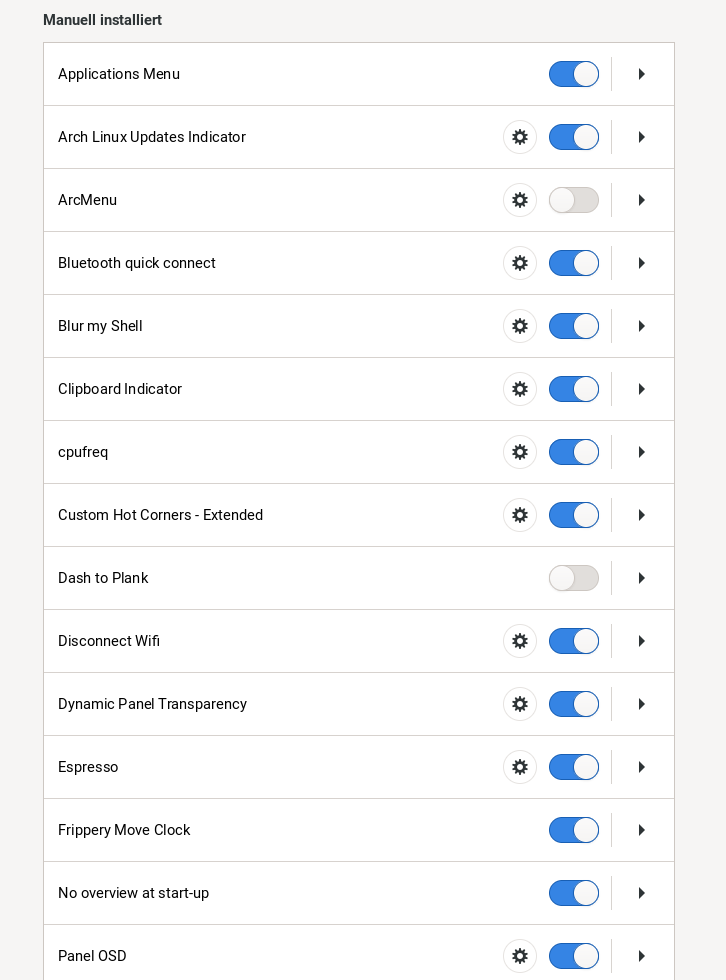 Manuell installiert
Applications Menu
Arch Linux Updates Indicator
ArcMenu
Bluetooth quick connect
Blur my Shell
Clipboard Indicator
cpufreq
Custom Hot Corners - Extended
Dash to Plank
Disconnect Wifi
Dynamic Panel Transparency
Espresso
Frippery Move Clock
No overview at start-up
Panel OSD